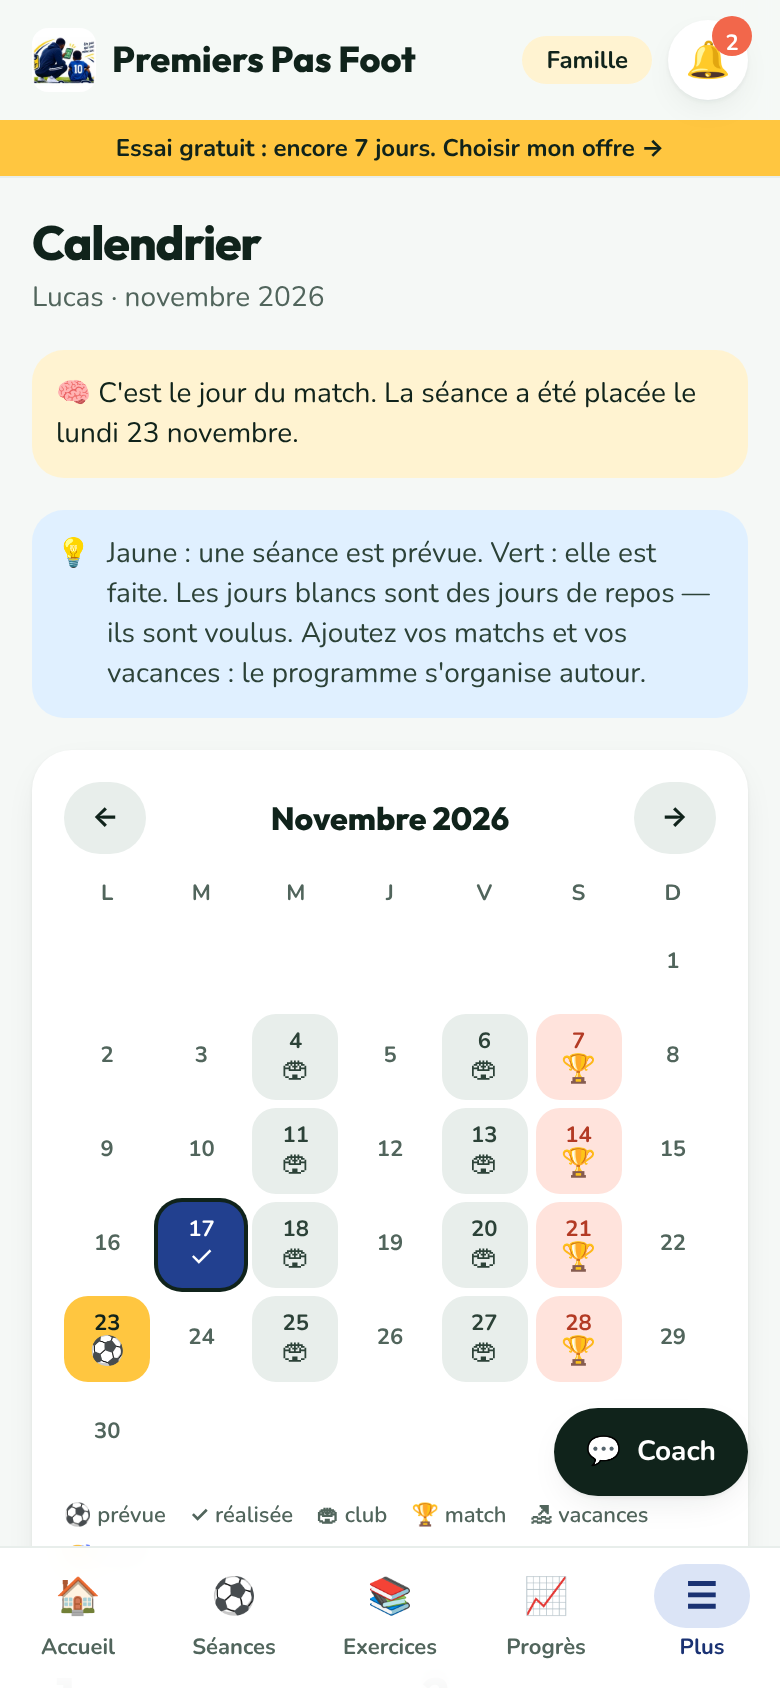 Premiers Pas Foot
Famille
2
Essai gratuit : encore 7 jours. Choisir mon offre →
Calendrier
Lucas · novembre 2026
🧠 C'est le jour du match. La séance a été placée le
lundi 23 novembre.
💡 Jaune : une séance est prévue. Vert : elle est
faite. Les jours blancs sont des jours de repos —
ils sont voulus. Ajoutez vos matchs et vos
vacances : le programme s'organise autour.
← Novembre 2026 →
L M M J V S D
1
2 3 4 5 6 7 8
9 10 11 12 13 14 15
16 17 18 19 20 21 22
✓
23 24 25 26 27 28 29
30
💬 Coach
⚽ prévue ✓ réalisée 🏟 club 🏆 match 🏖 vacances
Accueil Séances Exercices Progrès Plus